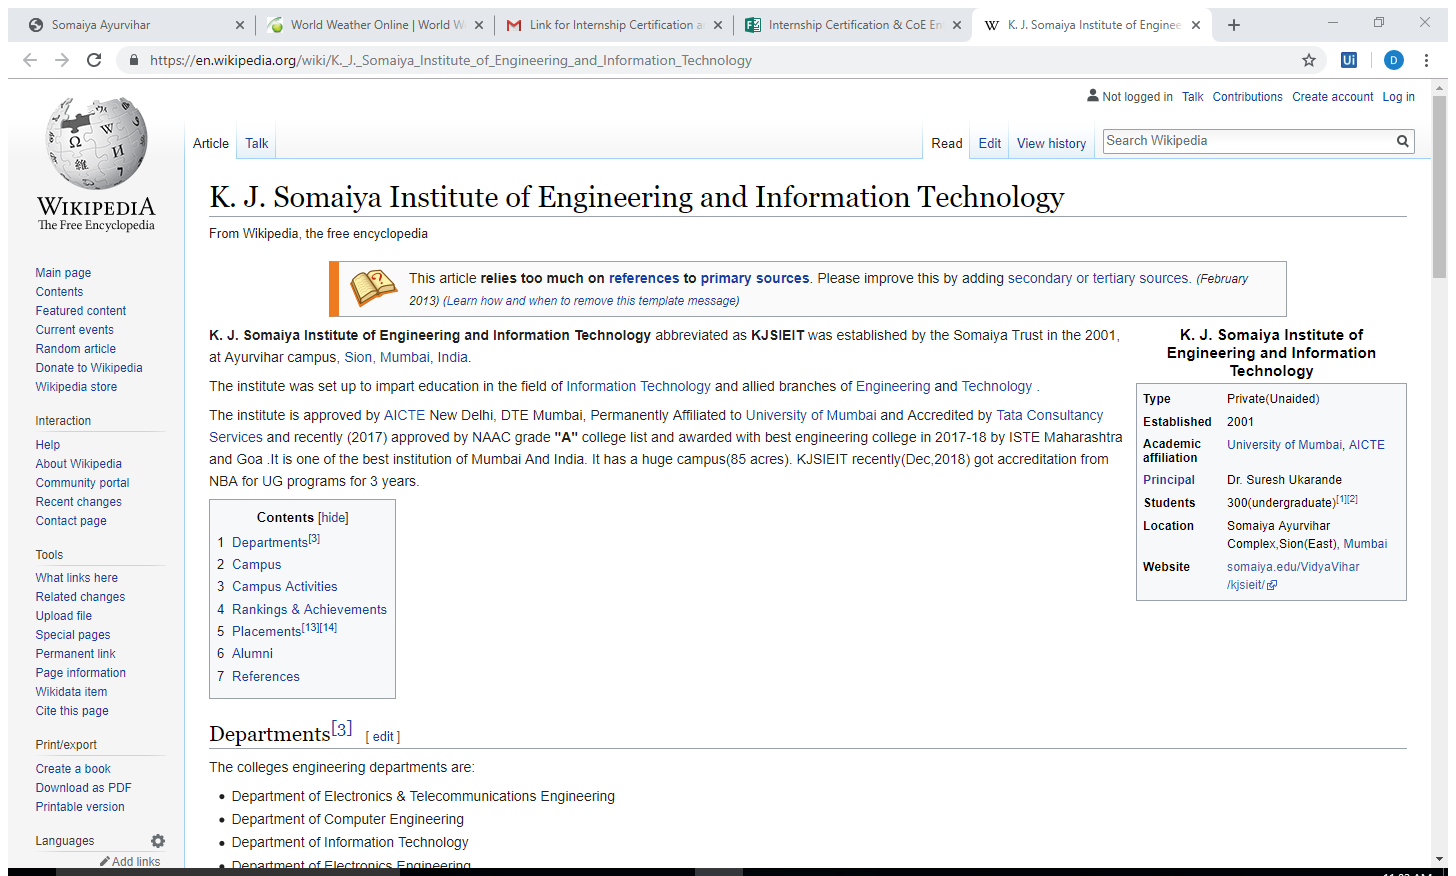 Somaiya Ayurvihar
World Weather Online | World W
Link for Internship Certification a
Internship Certification & CoE En
K. J. Somaiya Institute of Enginee
https://en.wikipedia.org/wiki/K._J._Somaiya_Institute_of_Engineering_and_Information_Technology
Ui
D
Not logged in Talk Contributions Create account Log in
Article Talk
Read Edit View history
Search Wikipedia
WIKIPEDIA
The Free Encyclopedia
Main page
Contents
Featured content
Current events
Random article
Donate to Wikipedia
Wikipedia store
Interaction
Help
About Wikipedia
Community portal
Recent changes
Contact page
Tools
What links here
Related changes
Upload file
Special pages
Permanent link
Page information
Wikidata item
Cite this page
Print/export
Create a book
Download as PDF
Printable version
Languages
Add links
K. J. Somaiya Institute of Engineering and Information Technology
From Wikipedia, the free encyclopedia
This article relies too much on references to primary sources. Please improve this by adding secondary or tertiary sources. (February
2013) (Learn how and when to remove this template message)
K. J. Somaiya Institute of Engineering and Information Technology abbreviated as KJSIEIT was established by the Somaiya Trust in the 2001,
at Ayurvihar campus, Sion, Mumbai, India.
The institute was set up to impart education in the field of Information Technology and allied branches of Engineering and Technology .
The institute is approved by AICTE New Delhi, DTE Mumbai, Permanently Affiliated to University of Mumbai and Accredited by Tata Consultancy
Services and recently (2017) approved by NAAC grade "A" college list and awarded with best engineering college in 2017-18 by ISTE Maharashtra
and Goa .It is one of the best institution of Mumbai And India. It has a huge campus(85 acres). KJSIEIT recently(Dec,2018) got accreditation from
NBA for UG programs for 3 years.
K. J. Somaiya Institute of
Engineering and Information
Technology
Type Private(Unaided)
Established 2001
Academic
affiliation University of Mumbai, AICTE
Principal Dr. Suresh Ukarande
Students 300(undergraduate)[1][2]
Location Somaiya Ayurvihar
Complex,Sion(East), Mumbai
Website somaiya.edu/VidyaVihar
/kjsieit/
Contents [hide]
1 Departments[3]
2 Campus
3 Campus Activities
4 Rankings & Achievements
5 Placements[13][14]
6 Alumni
7 References
Departments[3] [ edit ]
The colleges engineering departments are:
• Department of Electronics & Telecommunications Engineering
• Department of Computer Engineering
• Department of Information Technology
• Department of Electronics Engineering